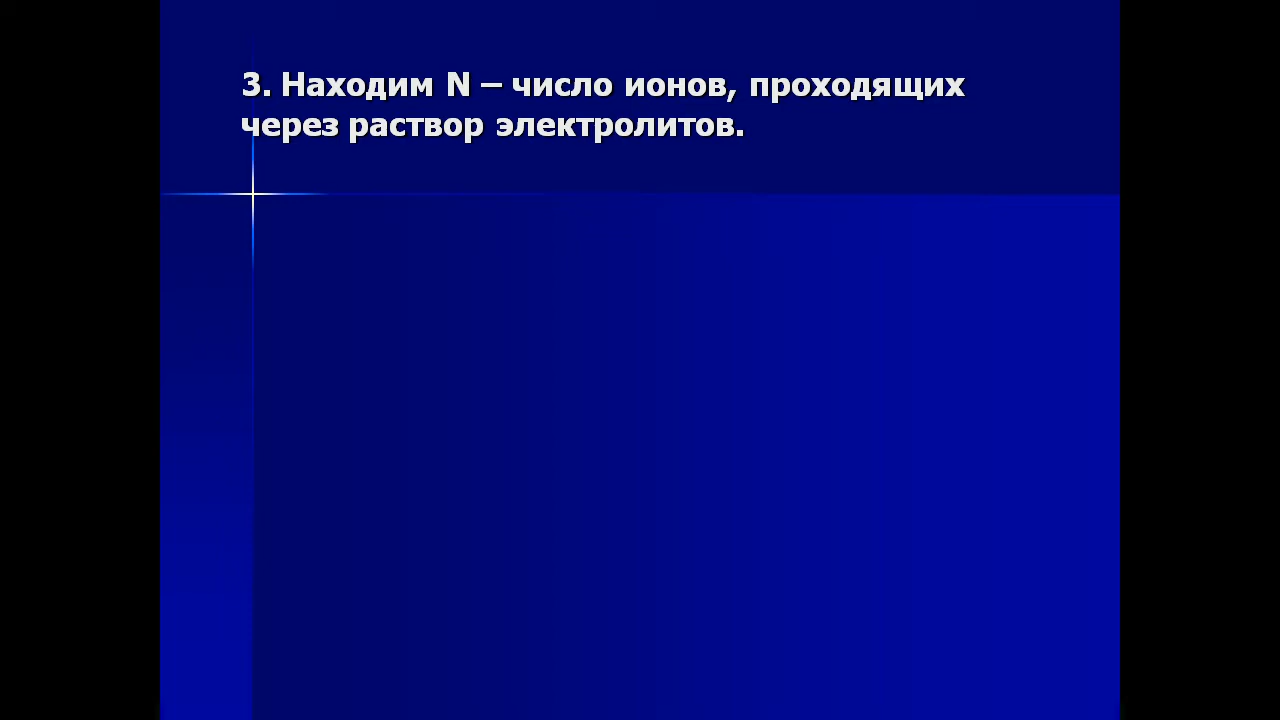 3. Находим N – число ионов, проходящих
через раствор электролитов.